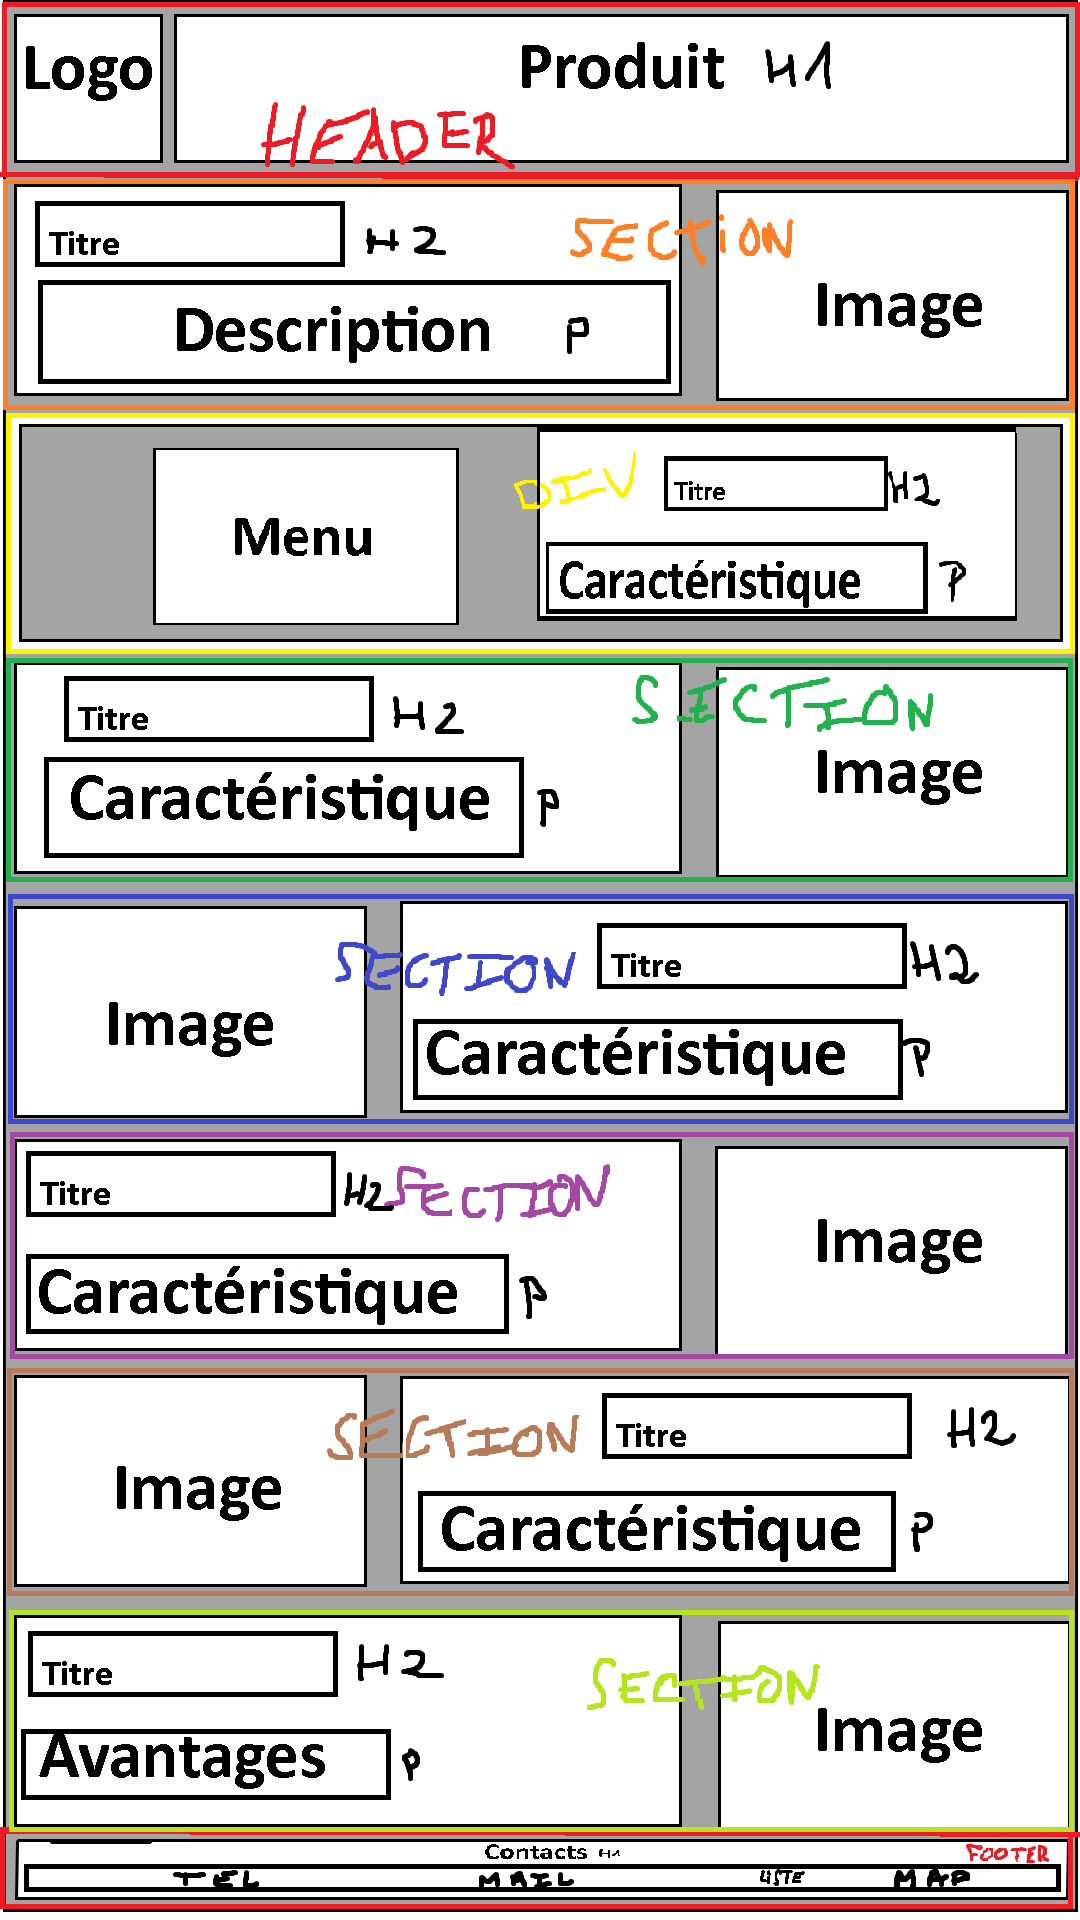 Logo
Produit H1
HEADER
Titre H2
SECTiON
Description P
Image
Menu
DIV
Titre H2
Caractéristique P
Titre H2
SECTION
Caractéristique P
Image
Image
SECTION
Titre H2
Caractéristique P
Titre H2 SECTION
Caractéristique P
Image
Image
SECTION
Titre H2
Caractéristique P
Titre H2
SECTION
Avantages P
Image
Contacts H1 FOOTER
TEL MAIL LISTE MAP